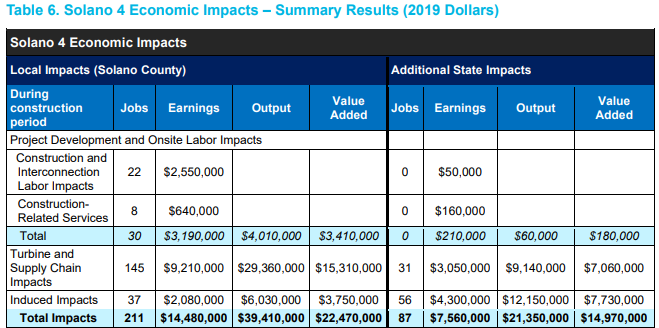 Table 6. Solano 4 Economic Impacts – Summary Results (2019 Dollars)
Solano 4 Economic Impacts
Local Impacts (Solano County) Additional State Impacts
During construction period Jobs Earnings Output Value Added Jobs Earnings Output Value Added
Project Development and Onsite Labor Impacts
Construction and Interconnection Labor Impacts 22 $2,550,000 0 $50,000
Construction-Related Services 8 $640,000 0 $160,000
Total 30 $3,190,000 $4,010,000 $3,410,000 0 $210,000 $60,000 $180,000
Turbine and Supply Chain Impacts 145 $9,210,000 $29,360,000 $15,310,000 31 $3,050,000 $9,140,000 $7,060,000
Induced Impacts 37 $2,080,000 $6,030,000 $3,750,000 56 $4,300,000 $12,150,000 $7,730,000
Total Impacts 211 $14,480,000 $39,410,000 $22,470,000 87 $7,560,000 $21,350,000 $14,970,000